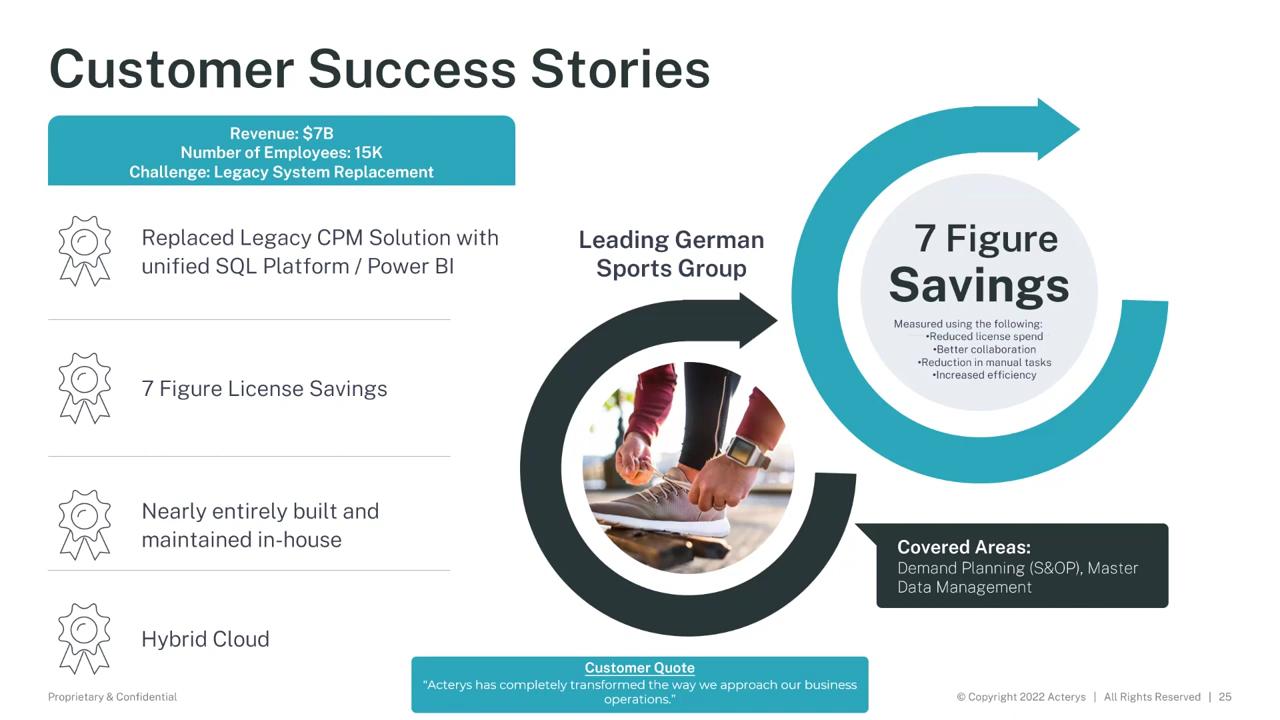 Customer Success Stories
Revenue: $7B
Number of Employees: 15K
Challenge: Legacy System Replacement
Replaced Legacy CPM Solution with
unified SQL Platform / Power BI
7 Figure License Savings
Nearly entirely built and
maintained in-house
Hybrid Cloud
Leading German
Sports Group
7 Figure
Savings
Measured using the following:
•Reduced license spend
•Better collaboration
•Reduction in manual tasks
•Increased efficiency
Covered Areas:
Demand Planning (S&OP), Master
Data Management
Customer Quote
“Acterys has completely transformed the way we approach our business
operations.”
Proprietary & Confidential
© Copyright 2022 Acterys | All Rights Reserved | 25